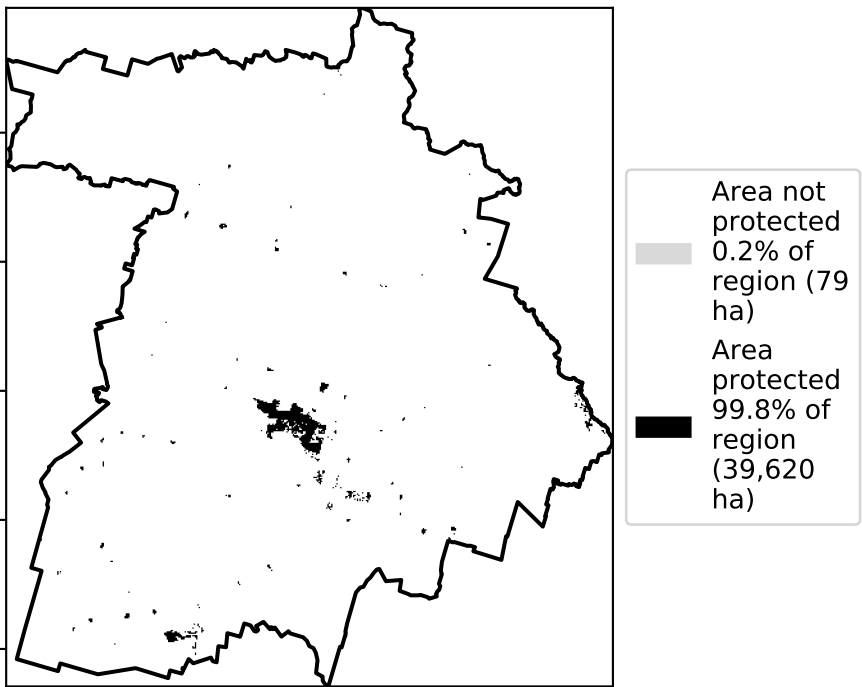 Area not
protected
0.2% of
region (79
ha)
Area
protected
99.8% of
region
(39,620
ha)